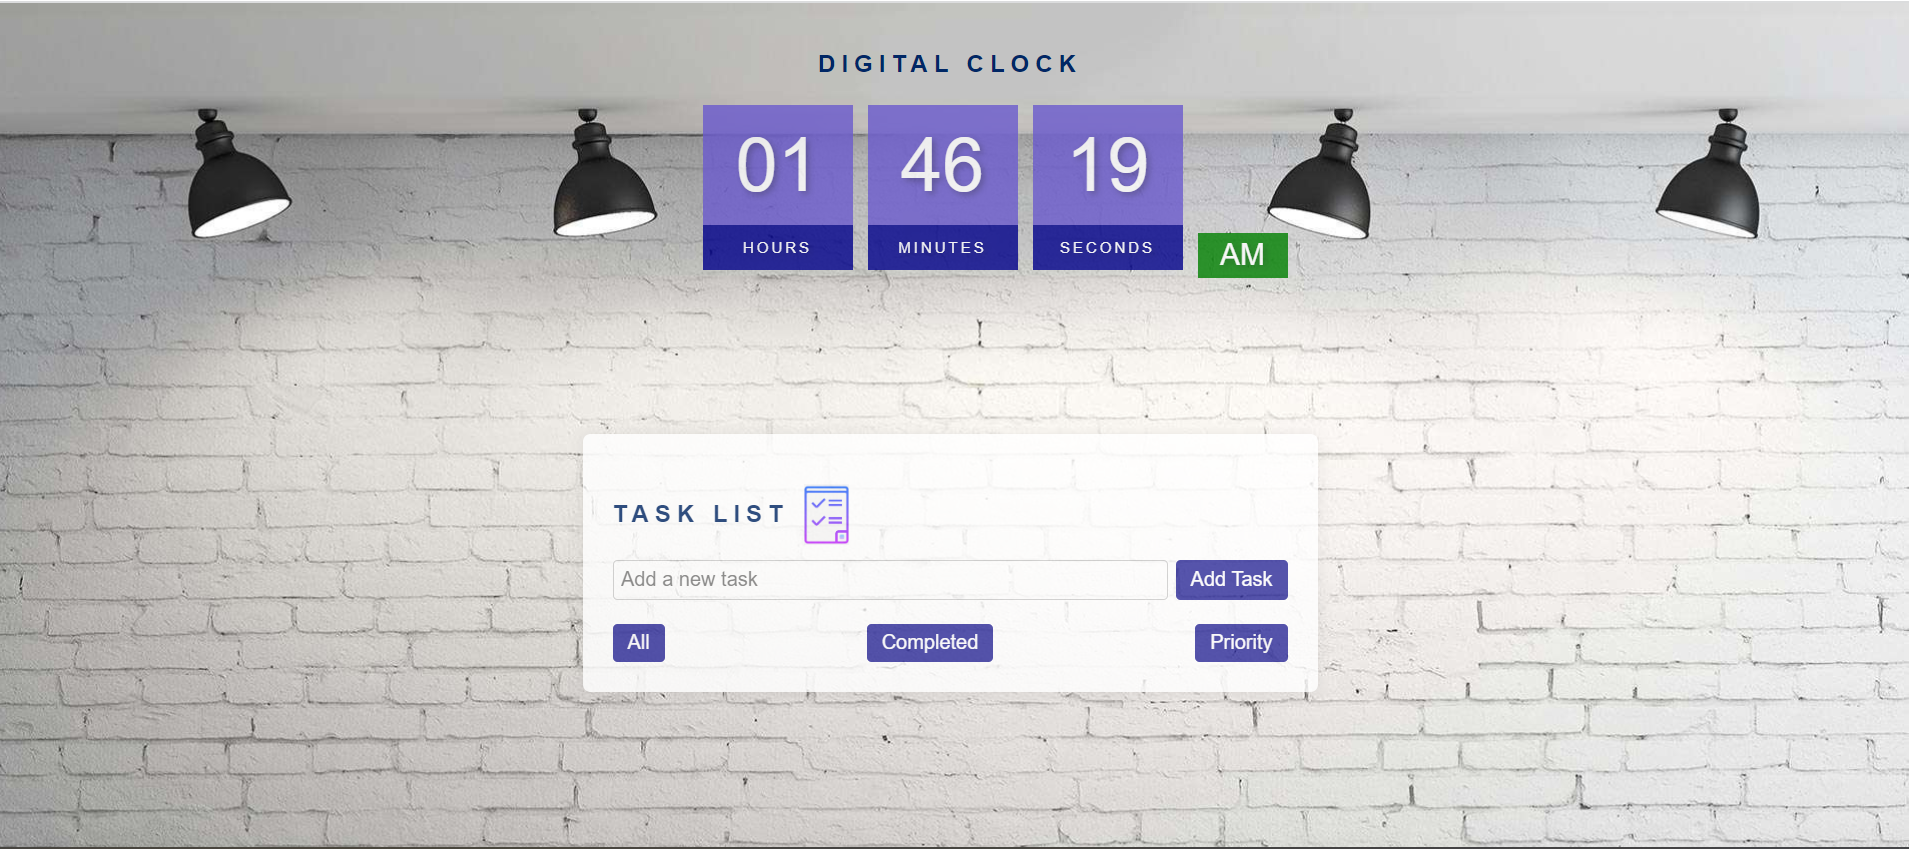 DIGITAL CLOCK
01 46 19
HOURS MINUTES SECONDS AM
TASK LIST
Add a new task Add Task
All Completed Priority